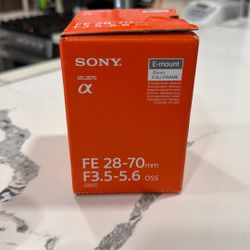 SONY
SEL2870
α
E-mount
35mm
FULL FRAME
FE 28-70mm
F3.5-5.6 OSS